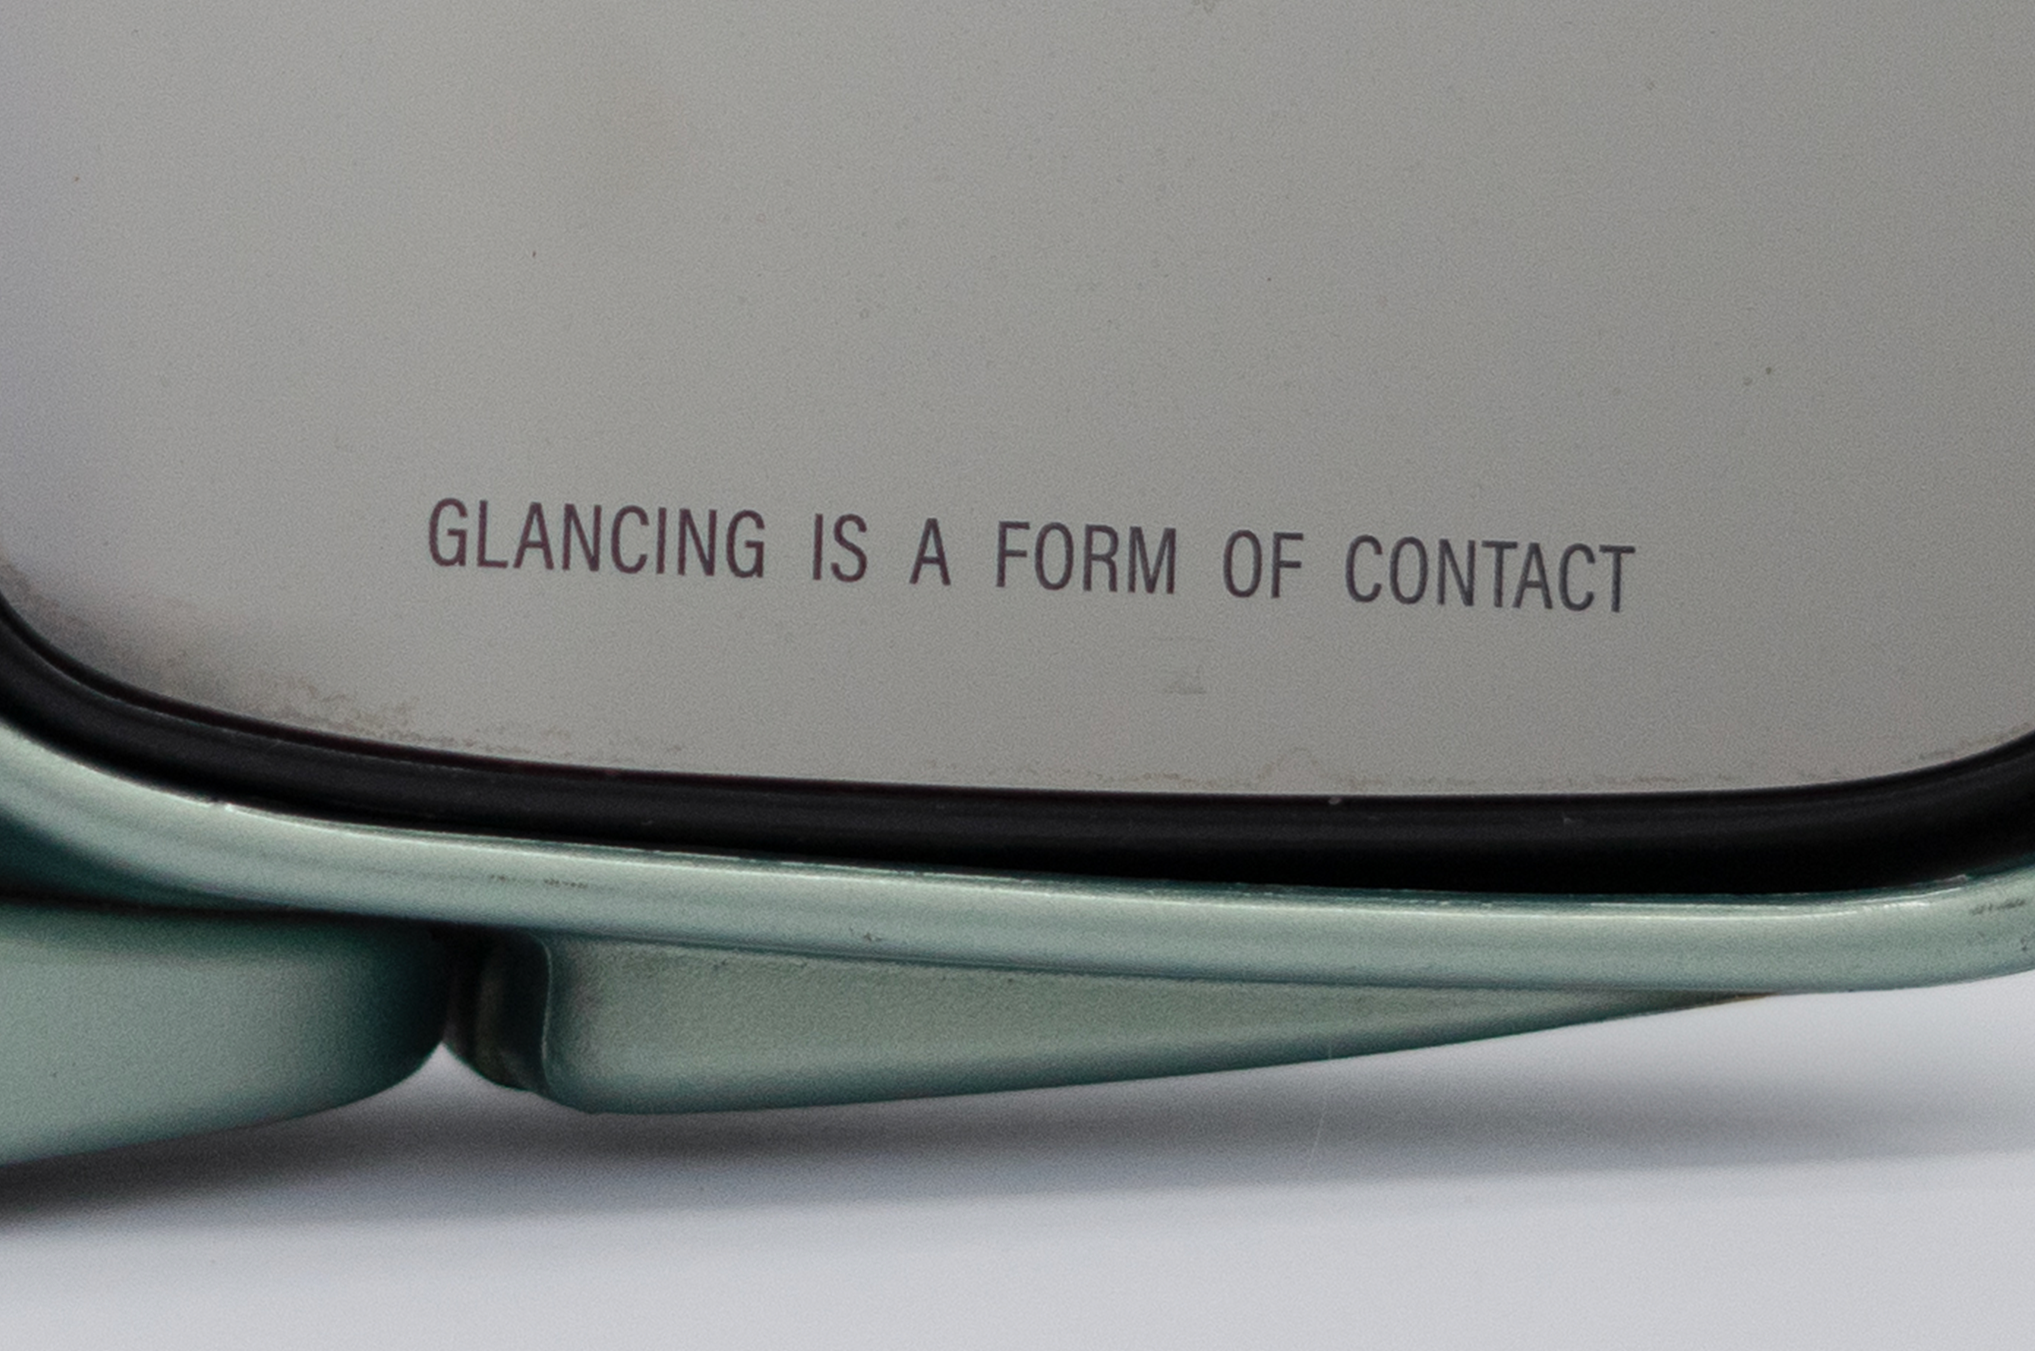 GLANCING IS A FORM OF CONTACT